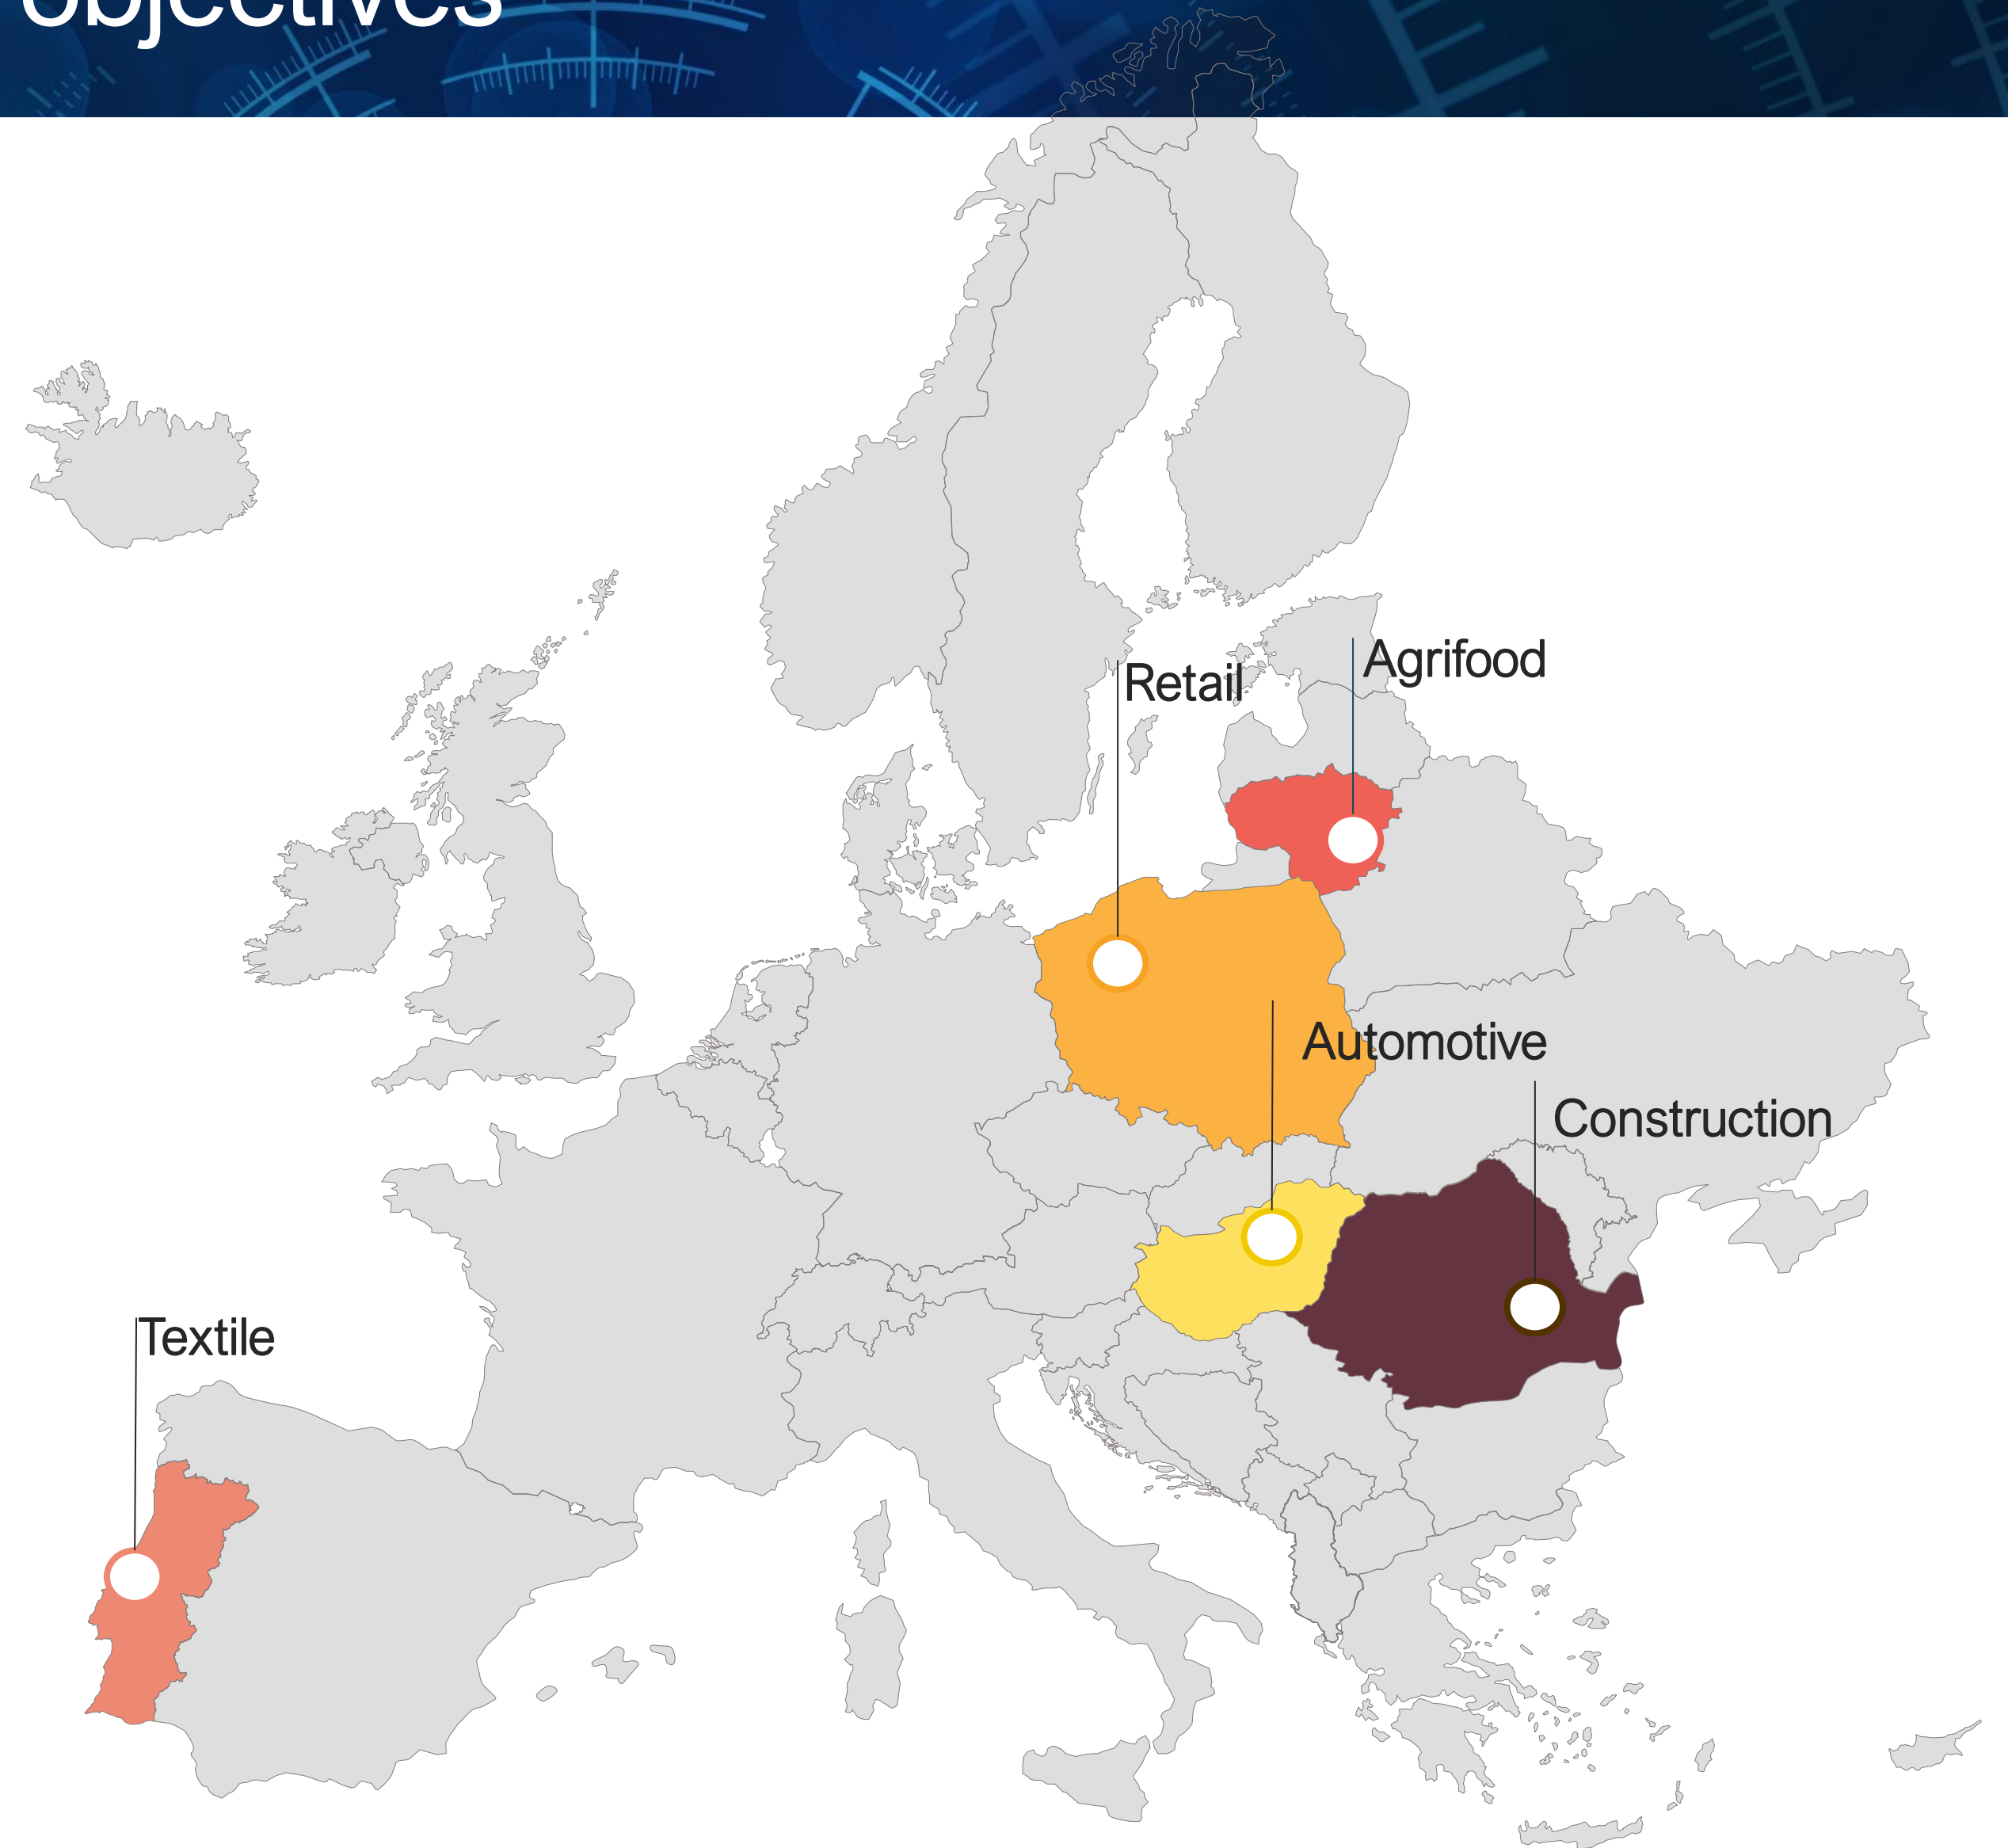 objectives
Agrifood
Retail
Automotive
Construction
Textile